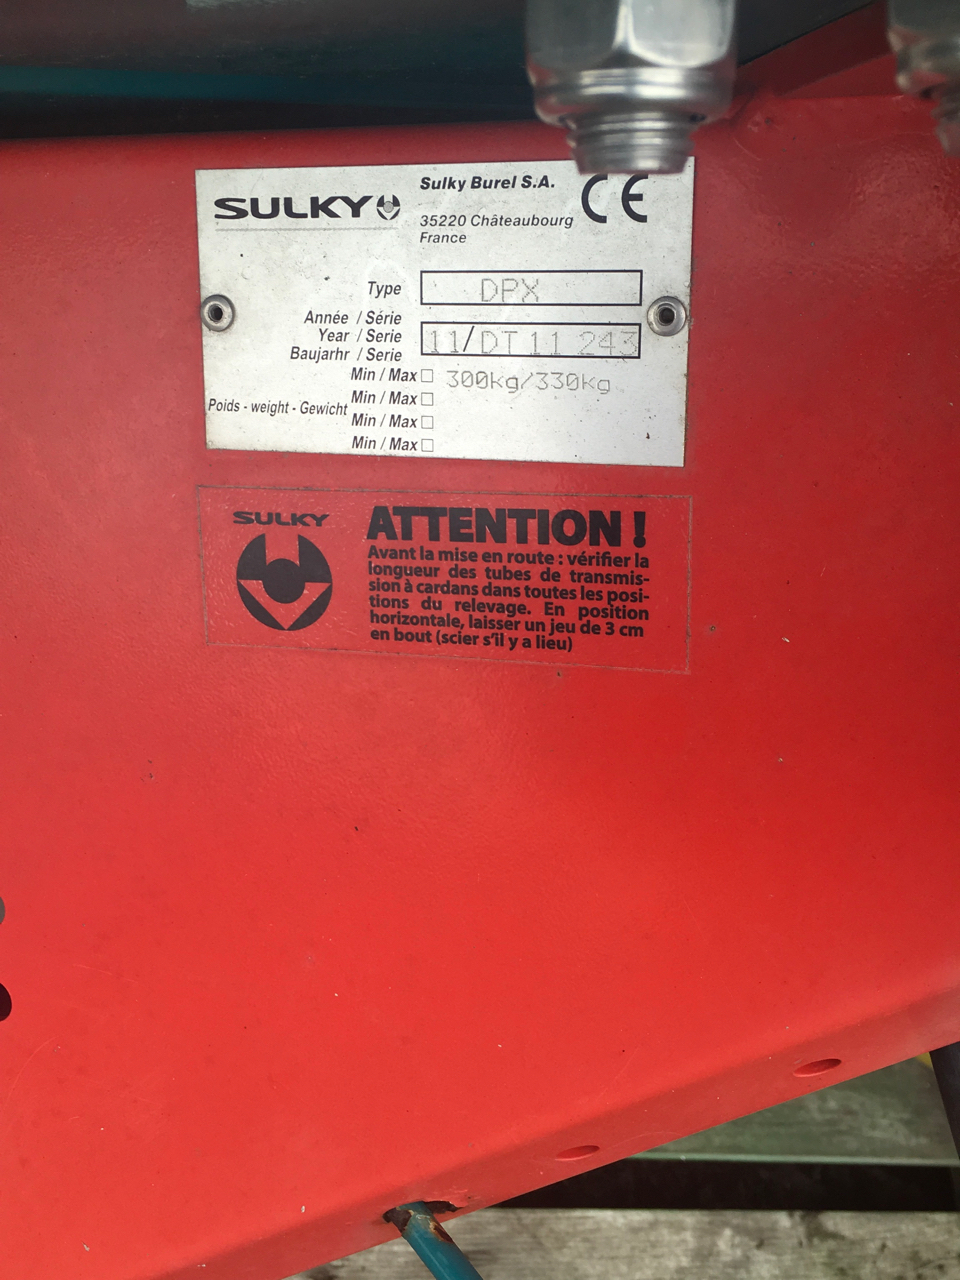 SULKY
Sulky Burel S.A.
35220 Châteaubourg
France
CE
Type DPX
Année / Série
Year / Serie
Baujarhr / Serie
11/DT 11 243
Min / Max 300kg/330kg
Poids - weight - Gewicht
Min / Max
Min / Max
Min / Max
SULKY
ATTENTION !
Avant la mise en route : vérifier la
longueur des tubes de transmis-
sion à cardans dans toutes les posi-
tions du relevage. En position
horizontale, laisser un jeu de 3 cm
en bout (scier s'il y a lieu)